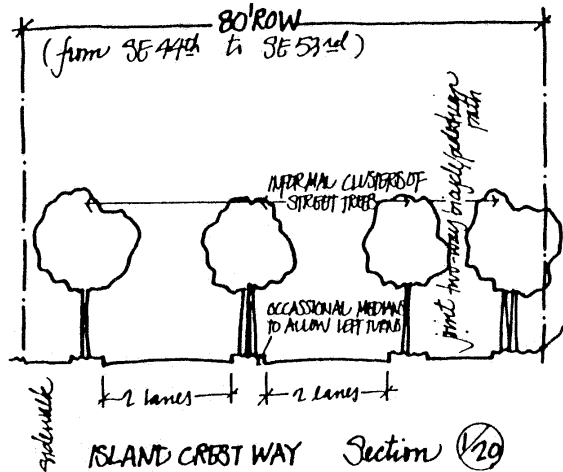 80' ROW
(from SE 44th to SE 53rd)
INFORMAL CLUSTERS OF
STREET TREES
joint two-way bicycle/pedestrian
path
OCCASSIONAL MEDIANS
TO ALLOW LEFT TURNS
sidewalk
2 lanes
2 lanes
ISLAND CREST WAY Section 1/20